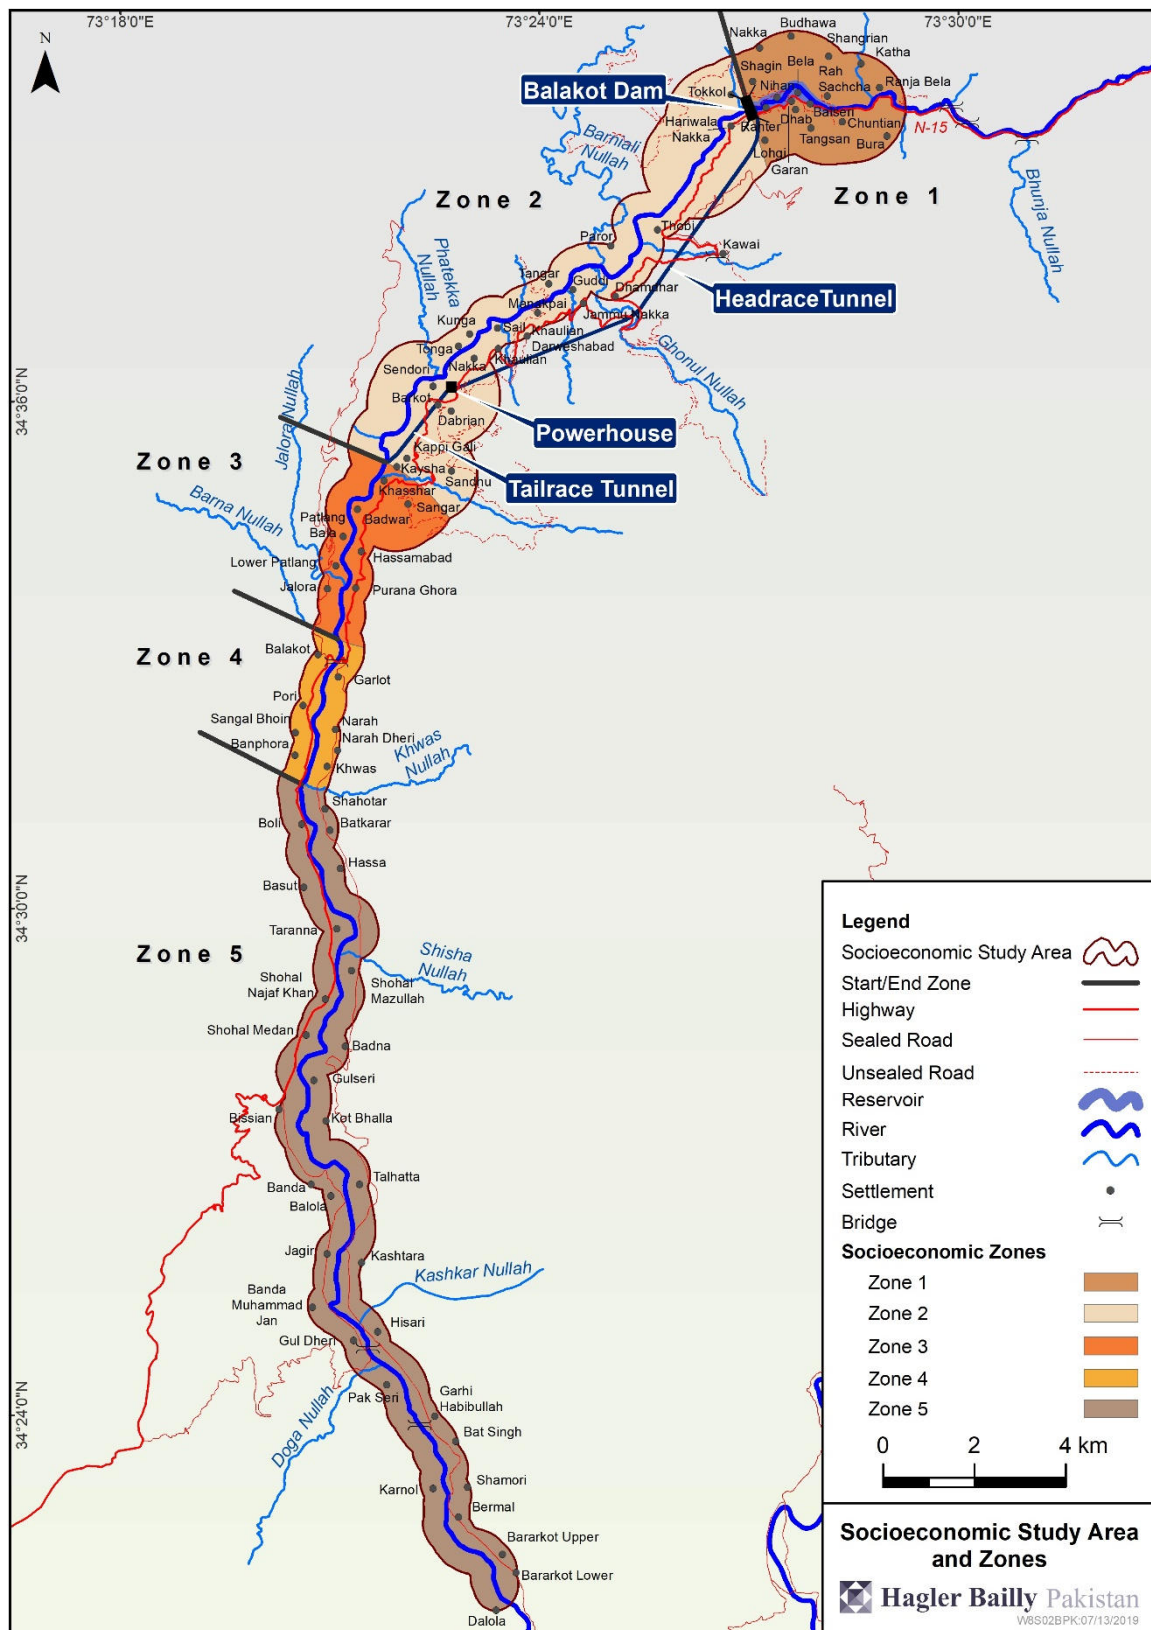 73°18'0"E
73°24'0"E
73°30'0"E
N
Budhawa
Nakka
Shangrian
Katha
Shagin
Bela
Rah
Nihan
Ranja Bela
Balakot Dam
Tokkol
Sachcha
Balseri
N-15
Hariwala
Nakka
Ranter
Dhab
Chuntian
Tangsan
Bura
Lohgi
Garan
Barniali
Nullah
Zone 2
Zone 1
Bhunja Nullah
Phatekka
Nullah
Paror
Thobi
Kawai
Tangar
Guddi
Dhamdhar
Headrace Tunnel
Manakpai
Jammu Nakka
Kunga
Sail
Khaulian
Darweshabad
Tonga
Nakka
Khaulian
Ghonul Nullah
Sendori
Jalora Nullah
34°36'0"N
Barkot
Dabrian
Powerhouse
Zone 3
Kappi Gali
Kaysha
Sandhu
Tailrace Tunnel
Khasshar
Barna Nullah
Sangar
Patlang
Bala
Badwar
Hassamabad
Lower Patlang
Jalora
Purana Ghora
Zone 4
Balakot
Garlot
Pori
Sangal Bhoin
Narah
Narah Dheri
Banphora
Khwas
Khwas
Nullah
Shahotar
Boli
Batkarar
Hassa
Basut
34°30'0"N
Taranna
Zone 5
Shisha
Nullah
Shohal
Najaf Khan
Shohal
Mazullah
Shohal Medan
Badna
Gulseri
Bissian
Kot Bhalla
Banda
Talhatta
Balola
Jagir
Kashtara
Kashkar Nullah
Banda
Muhammad
Jan
Hisari
Gul Dheri
Pak Seri
Garhi
Habibullah
34°24'0"N
Doga Nullah
Bat Singh
Karnol
Shamori
Bermal
Bararkot Upper
Bararkot Lower
Dalola
Legend
Socioeconomic Study Area
Start/End Zone
Highway
Sealed Road
Unsealed Road
Reservoir
River
Tributary
Settlement
Bridge
Socioeconomic Zones
Zone 1
Zone 2
Zone 3
Zone 4
Zone 5
0 2 4 km
Socioeconomic Study Area
and Zones
Hagler Bailly Pakistan
W8S02BPK:07/13/2019